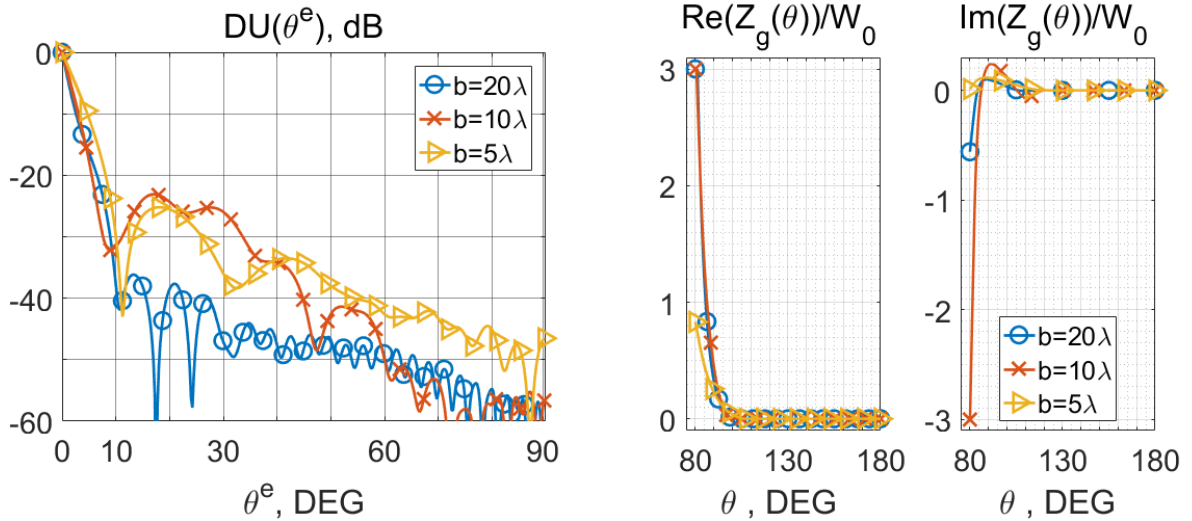 DU(θᵉ), dB
0
-20
-40
-60
0 10 30 60 90
θᵉ, DEG
b=20λ
b=10λ
b=5λ
Re(Z_g(θ))/W_0
3
2
1
0
80 130 180
θ , DEG
Im(Z_g(θ))/W_0
0
-1
-2
-3
80 130 180
θ , DEG
b=20λ
b=10λ
b=5λ